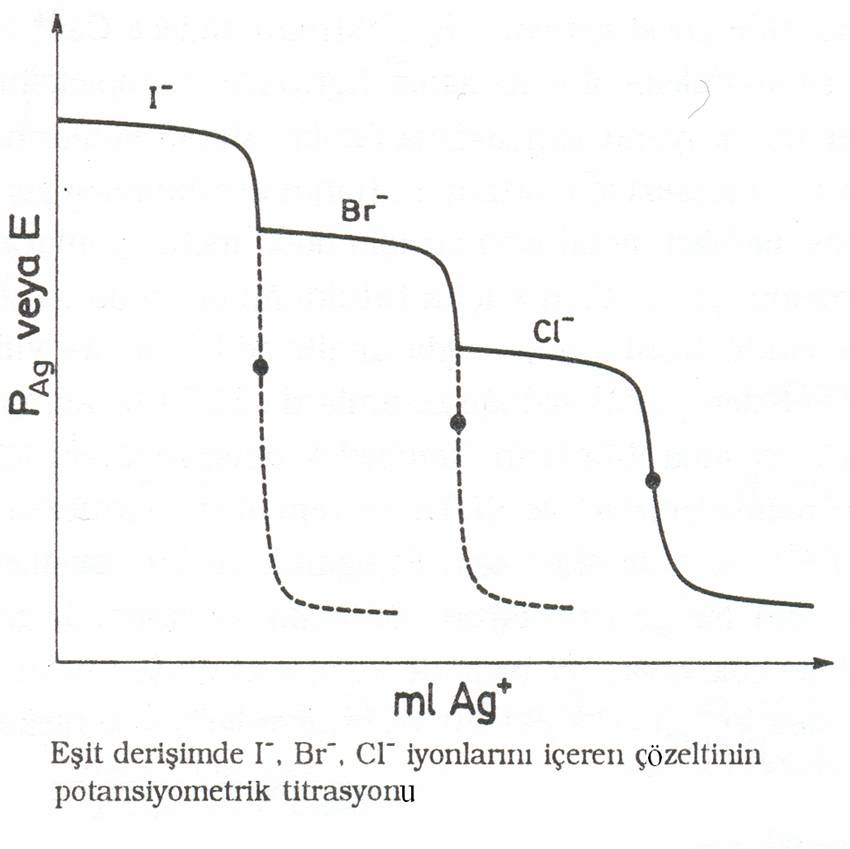 I⁻
Br⁻
Cl⁻
P_Ag veya E
ml Ag⁺
Eşit derişimde I⁻, Br⁻, Cl⁻ iyonlarını içeren çözeltinin
potansiyometrik titrasyonu